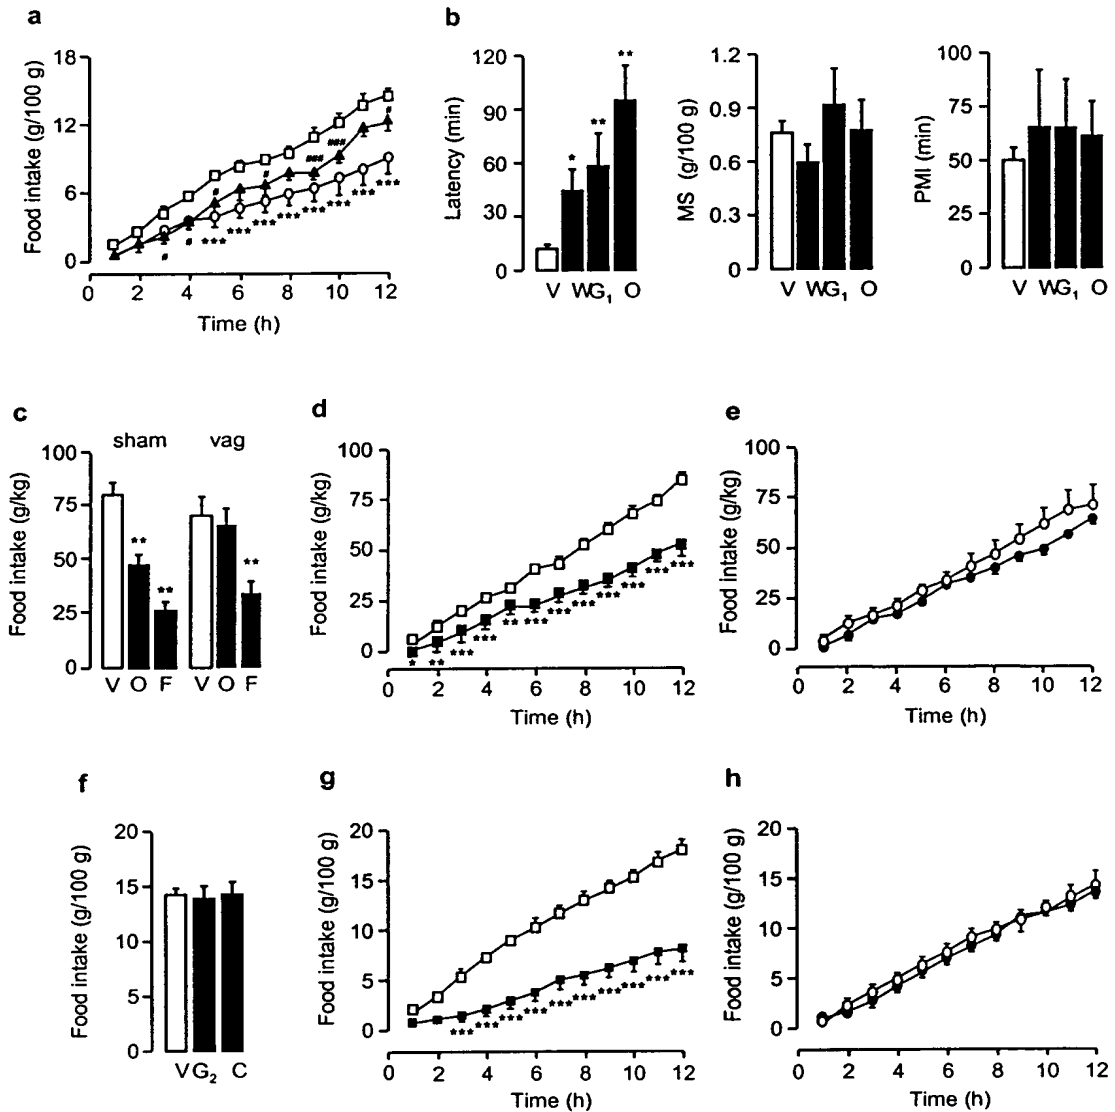 a
Food intake (g/100 g)
18
12
6
0
#
#
#
#
###
###
#
***
***
***
***
***
***
***
***
0 2 4 6 8 10 12
Time (h)
b
Latency (min)
120
90
60
30
0
*
**
**
V W G1 O
MS (g/100 g)
1.2
0.9
0.6
0.3
0
V W G1 O
PMI (min)
100
75
50
25
0
V W G1 O
c
sham vag
Food intake (g/kg)
100
75
50
25
0
**
**
**
V O F V O F
d
Food intake (g/kg)
100
75
50
25
0
* ** *** *** ** *** *** *** *** *** *** ***
0 2 4 6 8 10 12
Time (h)
e
Food intake (g/kg)
100
75
50
25
0
0 2 4 6 8 10 12
Time (h)
f
Food intake (g/100 g)
20
15
10
5
0
V G2 C
g
Food intake (g/100 g)
20
15
10
5
0
*** *** *** *** *** *** *** *** *** ***
0 2 4 6 8 10 12
Time (h)
h
Food intake (g/100 g)
20
15
10
5
0
0 2 4 6 8 10 12
Time (h)